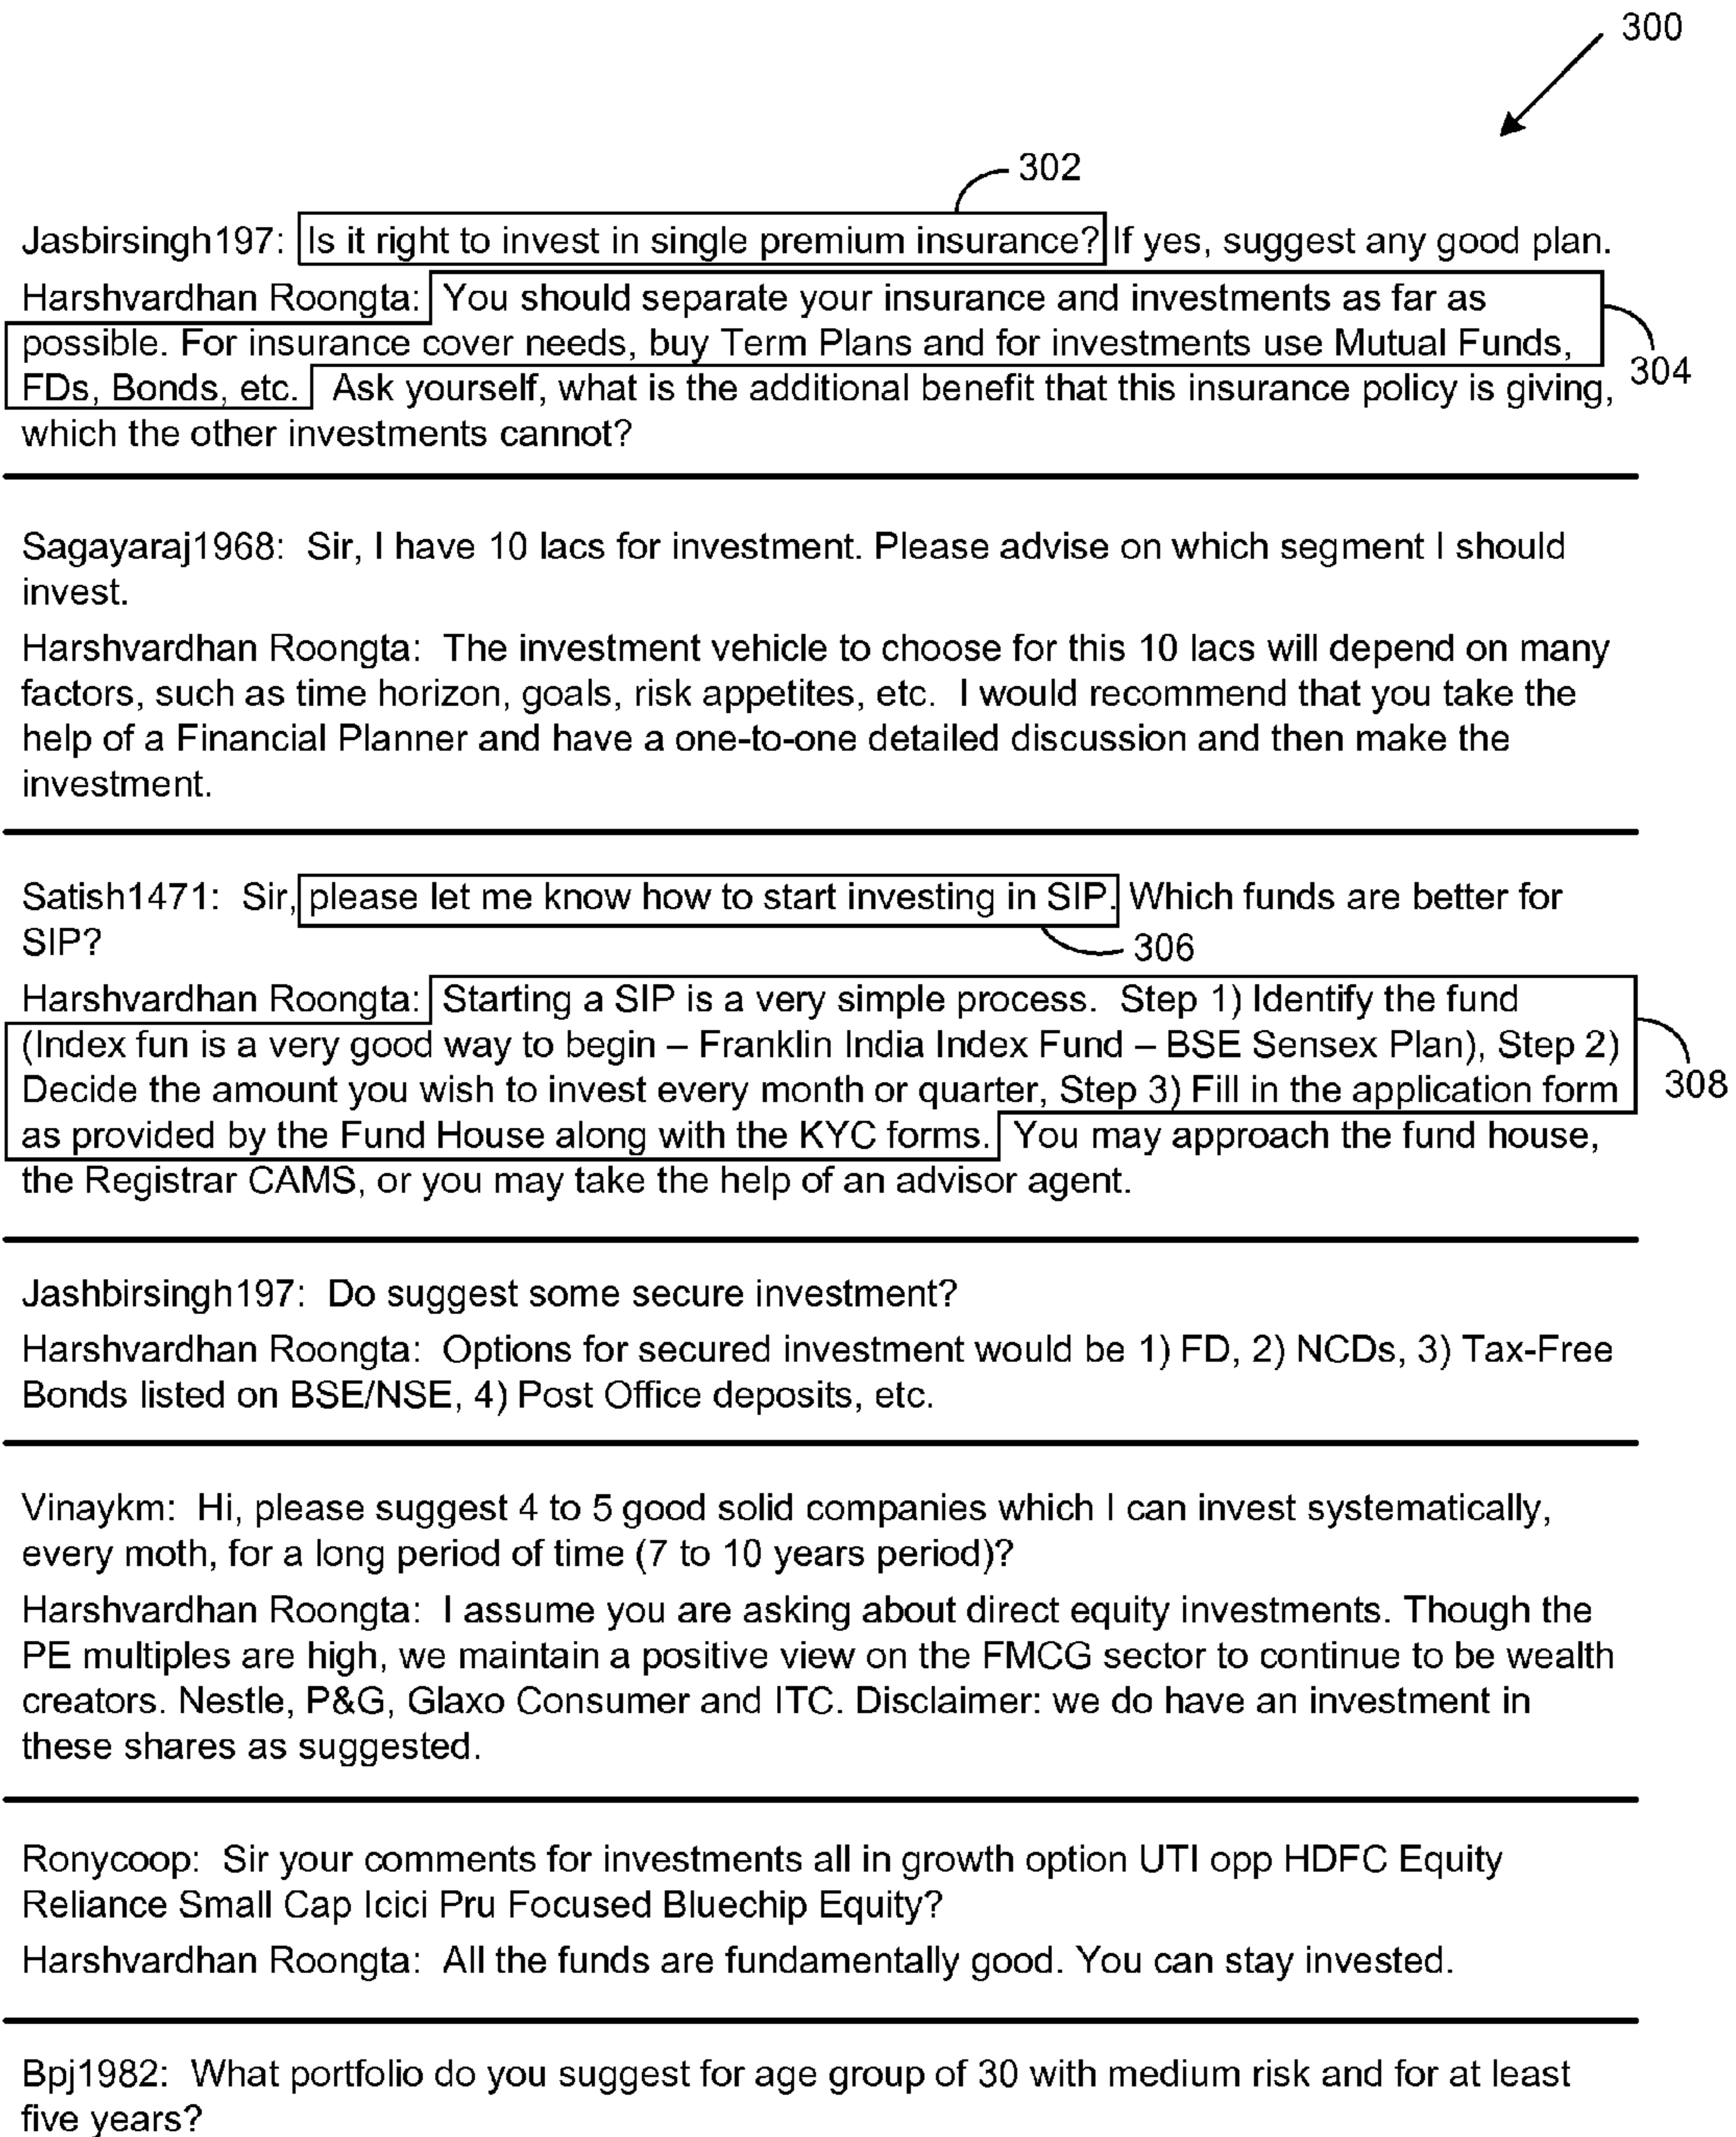 300
302
Jasbirsingh197: Is it right to invest in single premium insurance? If yes, suggest any good plan.
Harshvardhan Roongta: You should separate your insurance and investments as far as
possible. For insurance cover needs, buy Term Plans and for investments use Mutual Funds,
304
FDs, Bonds, etc. Ask yourself, what is the additional benefit that this insurance policy is giving,
which the other investments cannot?
Sagayaraj1968: Sir, I have 10 lacs for investment. Please advise on which segment I should
invest.
Harshvardhan Roongta: The investment vehicle to choose for this 10 lacs will depend on many
factors, such as time horizon, goals, risk appetites, etc. I would recommend that you take the
help of a Financial Planner and have a one-to-one detailed discussion and then make the
investment.
Satish1471: Sir, please let me know how to start investing in SIP. Which funds are better for
SIP?
306
Harshvardhan Roongta: Starting a SIP is a very simple process. Step 1) Identify the fund
(Index fun is a very good way to begin – Franklin India Index Fund – BSE Sensex Plan), Step 2)
Decide the amount you wish to invest every month or quarter, Step 3) Fill in the application form
308
as provided by the Fund House along with the KYC forms. You may approach the fund house,
the Registrar CAMS, or you may take the help of an advisor agent.
Jashbirsingh197: Do suggest some secure investment?
Harshvardhan Roongta: Options for secured investment would be 1) FD, 2) NCDs, 3) Tax-Free
Bonds listed on BSE/NSE, 4) Post Office deposits, etc.
Vinaykm: Hi, please suggest 4 to 5 good solid companies which I can invest systematically,
every moth, for a long period of time (7 to 10 years period)?
Harshvardhan Roongta: I assume you are asking about direct equity investments. Though the
PE multiples are high, we maintain a positive view on the FMCG sector to continue to be wealth
creators. Nestle, P&G, Glaxo Consumer and ITC. Disclaimer: we do have an investment in
these shares as suggested.
Ronycoop: Sir your comments for investments all in growth option UTI opp HDFC Equity
Reliance Small Cap Icici Pru Focused Bluechip Equity?
Harshvardhan Roongta: All the funds are fundamentally good. You can stay invested.
Bpj1982: What portfolio do you suggest for age group of 30 with medium risk and for at least
five years?